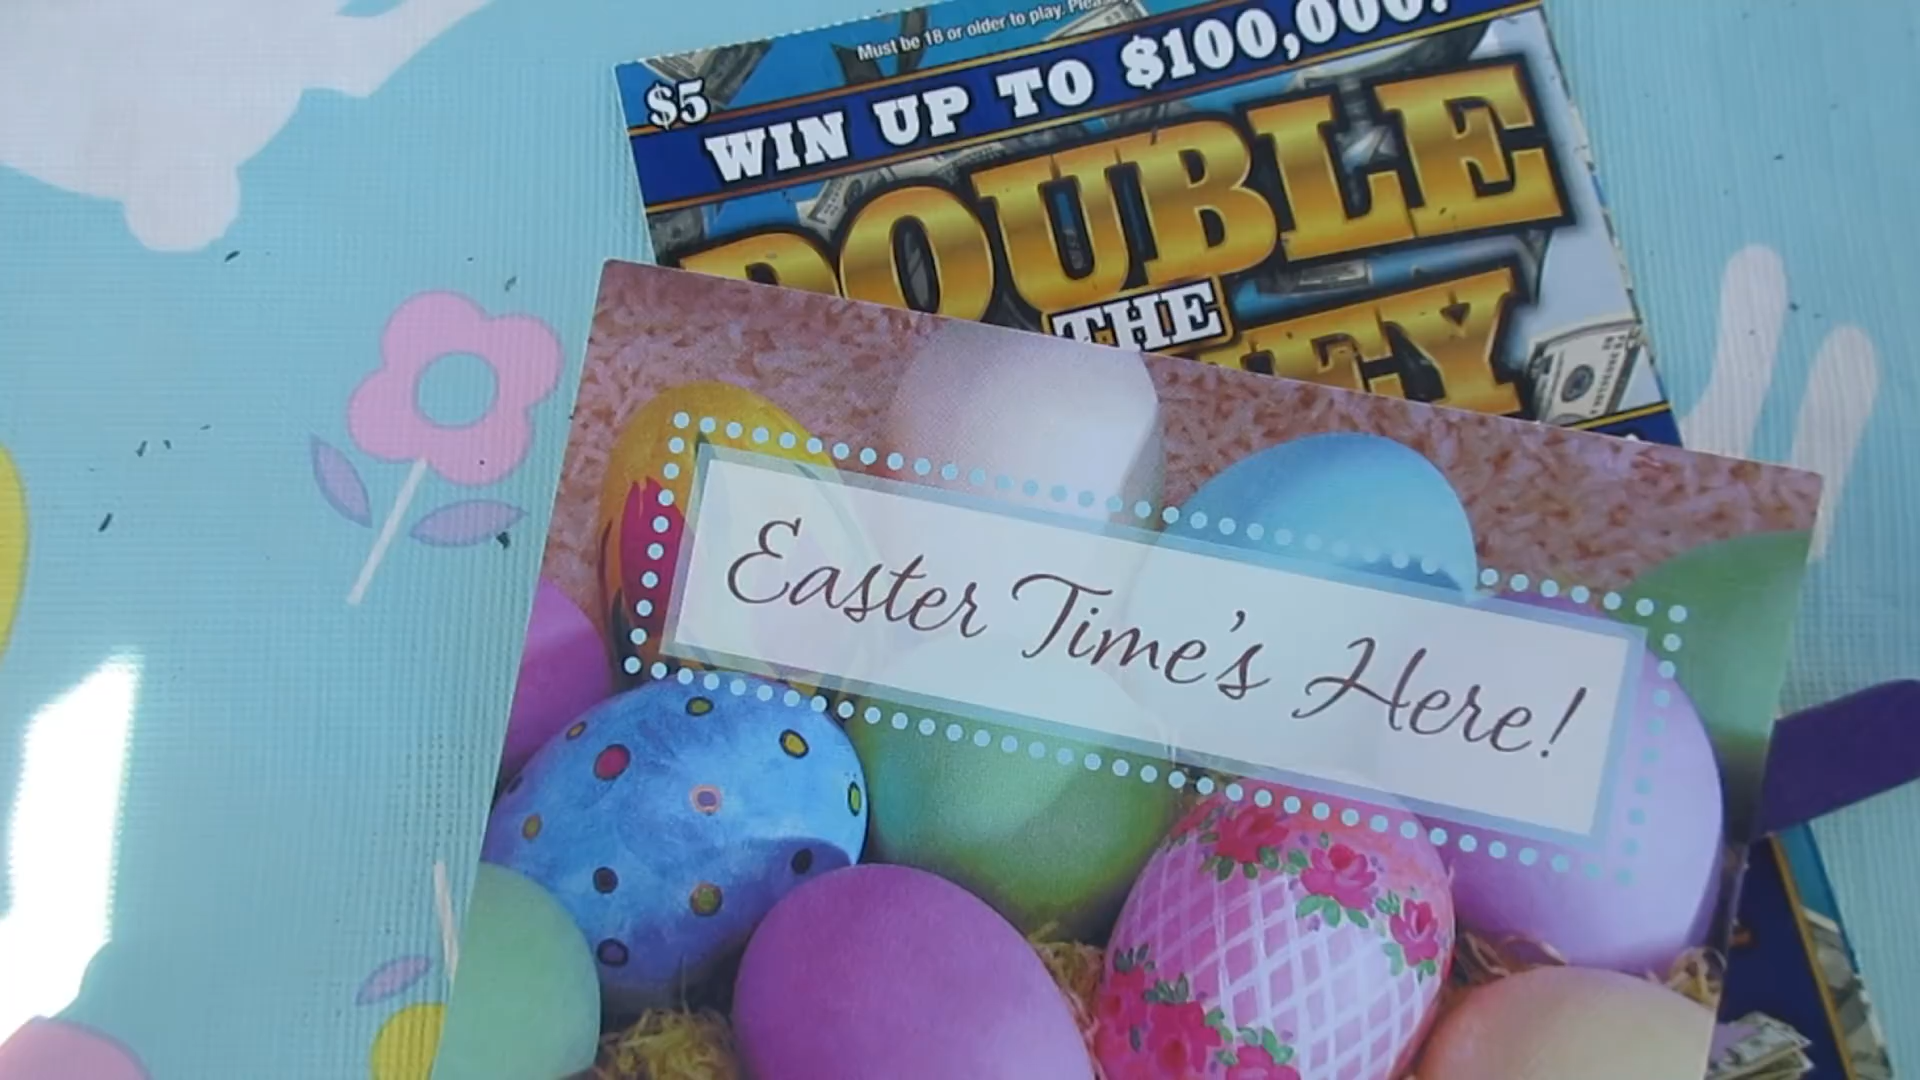 Must be 18 or older to play.
$5
WIN UP TO $100,000!
DOUBLE
THE
Easter Time's Here!